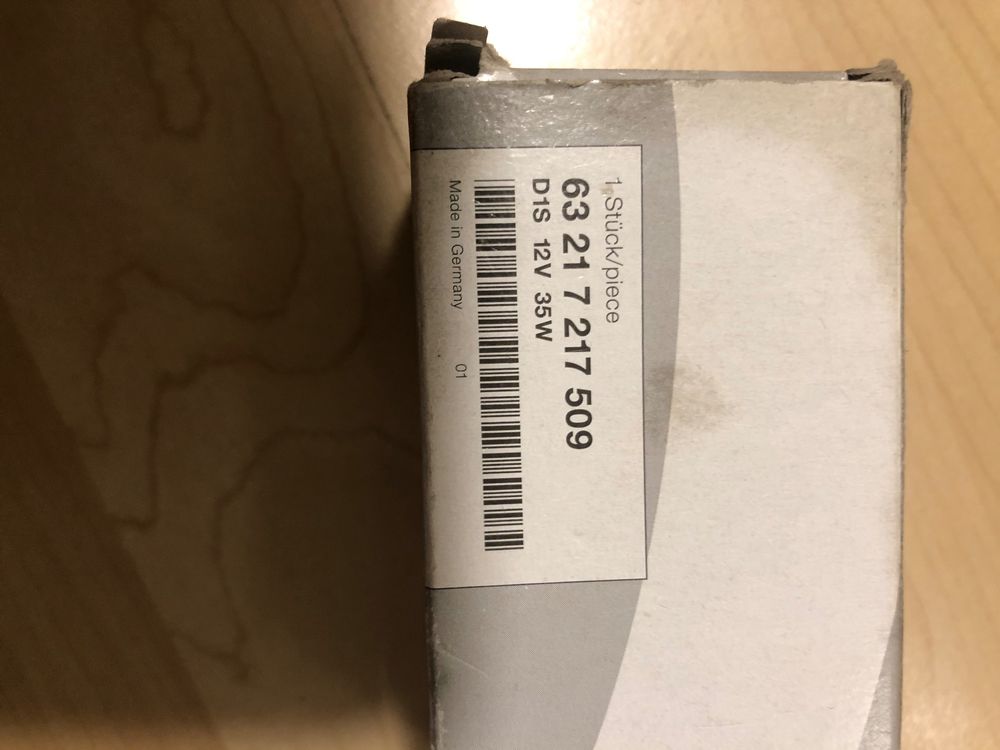 1 Stück/piece
63 21 7 217 509
D1S 12V 35W
Made in Germany 01